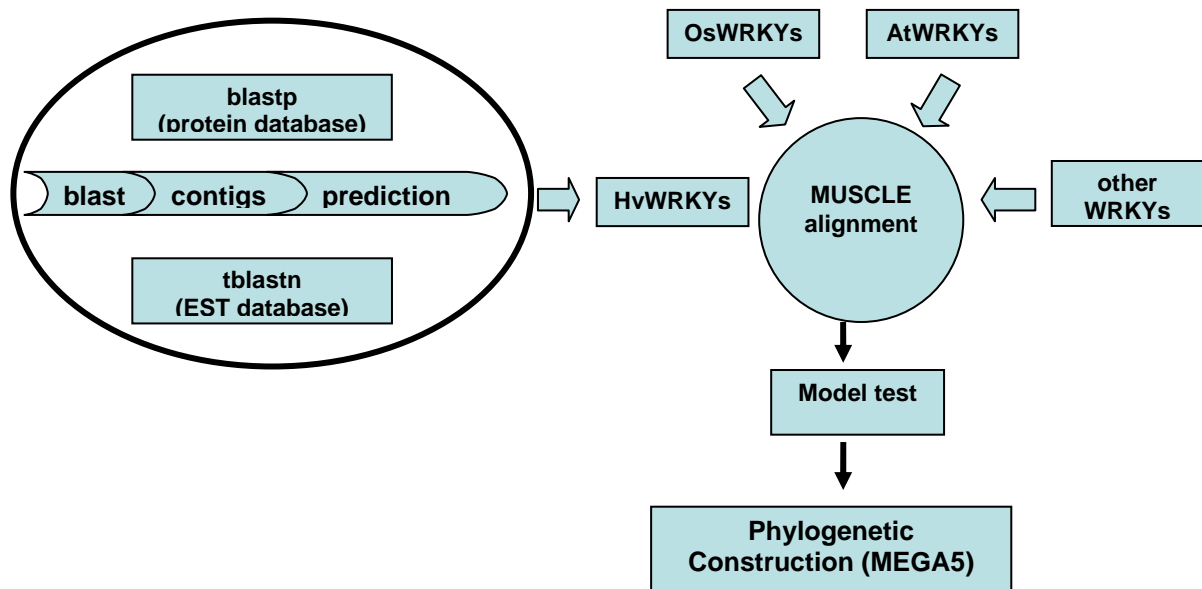 OsWRKYs
AtWRKYs
blastp
(protein database)
blast
contigs
prediction
tblastn
(EST database)
HvWRKYs
MUSCLE
alignment
other
WRKYs
Model test
Phylogenetic
Construction (MEGA5)